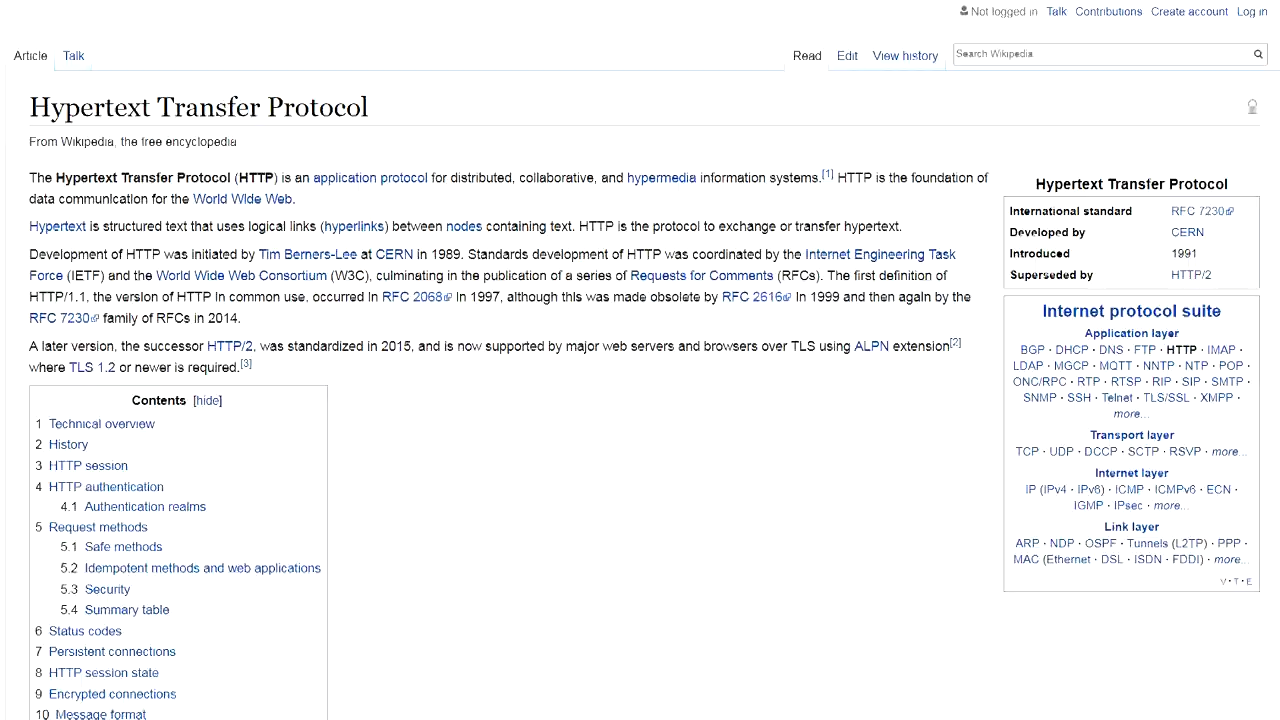 Not logged in Talk Contributions Create account Log in
Article Talk Read Edit View history Search Wikipedia
Hypertext Transfer Protocol
From Wikipedia, the free encyclopedia
The Hypertext Transfer Protocol (HTTP) is an application protocol for distributed, collaborative, and hypermedia information systems.[1] HTTP is the foundation of
data communication for the World Wide Web.
Hypertext is structured text that uses logical links (hyperlinks) between nodes containing text. HTTP is the protocol to exchange or transfer hypertext.
Development of HTTP was initiated by Tim Berners-Lee at CERN in 1989. Standards development of HTTP was coordinated by the Internet Engineering Task
Force (IETF) and the World Wide Web Consortium (W3C), culminating in the publication of a series of Requests for Comments (RFCs). The first definition of
HTTP/1.1, the version of HTTP in common use, occurred in RFC 2068 in 1997, although this was made obsolete by RFC 2616 in 1999 and then again by the
RFC 7230 family of RFCs in 2014.
A later version, the successor HTTP/2, was standardized in 2015, and is now supported by major web servers and browsers over TLS using ALPN extension[2]
where TLS 1.2 or newer is required.[3]
Contents [hide]
1 Technical overview
2 History
3 HTTP session
4 HTTP authentication
4.1 Authentication realms
5 Request methods
5.1 Safe methods
5.2 Idempotent methods and web applications
5.3 Security
5.4 Summary table
6 Status codes
7 Persistent connections
8 HTTP session state
9 Encrypted connections
10 Message format
Hypertext Transfer Protocol
International standard RFC 7230
Developed by CERN
Introduced 1991
Superseded by HTTP/2
Internet protocol suite
Application layer
BGP · DHCP · DNS · FTP · HTTP · IMAP ·
LDAP · MGCP · MQTT · NNTP · NTP · POP ·
ONC/RPC · RTP · RTSP · RIP · SIP · SMTP ·
SNMP · SSH · Telnet · TLS/SSL · XMPP ·
more...
Transport layer
TCP · UDP · DCCP · SCTP · RSVP · more...
Internet layer
IP (IPv4 · IPv6) · ICMP · ICMPv6 · ECN ·
IGMP · IPsec · more...
Link layer
ARP · NDP · OSPF · Tunnels (L2TP) · PPP ·
MAC (Ethernet · DSL · ISDN · FDDI) · more...
V · T · E